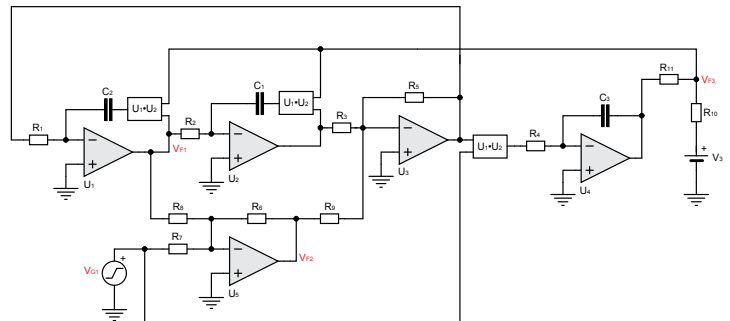 C₂
U₁•U₂
C₁
U₁•U₂
R₅
R₁₁
VF3
R₁
R₂
R₃
C₃
R₁₀
VF1
U₁•U₂
R₄
V₃
U₁
U₂
U₃
U₄
R₈
R₆
R₉
R₇
VF2
VG1
U₅